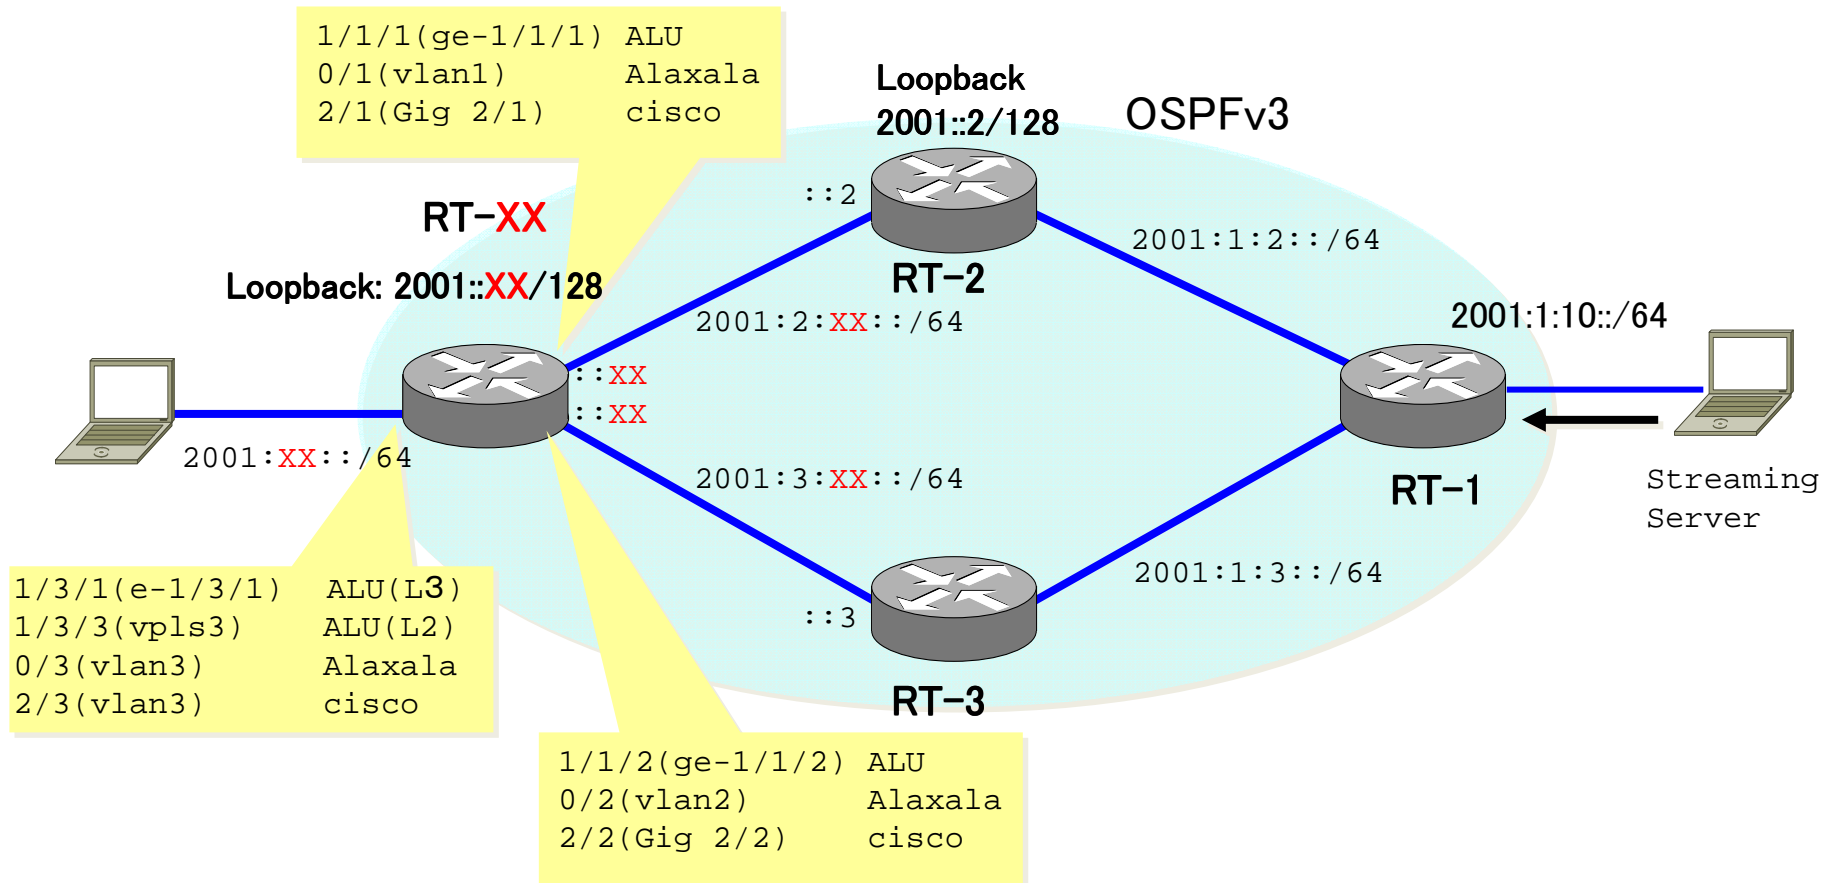 1/1/1(ge-1/1/1) ALU
0/1(vlan1) Alaxala
2/1(Gig 2/1) cisco
Loopback
2001::2/128
OSPFv3
::2
RT-XX
2001:1:2::/64
RT-2
Loopback: 2001::XX/128
2001:2:XX::/64
2001:1:10::/64
::XX
::XX
2001:XX::/64
2001:3:XX::/64
RT-1
Streaming
Server
1/3/1(e-1/3/1) ALU(L3)
1/3/3(vpls3) ALU(L2)
0/3(vlan3) Alaxala
2/3(vlan3) cisco
2001:1:3::/64
::3
RT-3
1/1/2(ge-1/1/2) ALU
0/2(vlan2) Alaxala
2/2(Gig 2/2) cisco